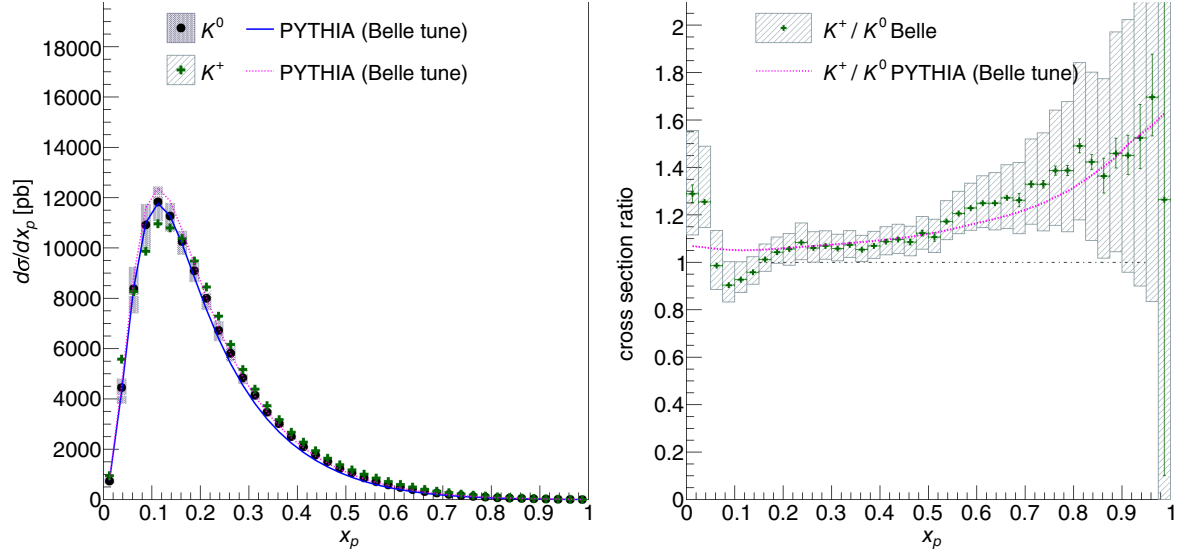 K⁰ PYTHIA (Belle tune)
K⁺ PYTHIA (Belle tune)
18000
16000
14000
12000
10000
8000
6000
4000
2000
0
dσ/dx_p [pb]
0 0.1 0.2 0.3 0.4 0.5 0.6 0.7 0.8 0.9 1
x_p
K⁺ / K⁰ Belle
K⁺ / K⁰ PYTHIA (Belle tune)
2
1.8
1.6
1.4
1.2
1
0.8
0.6
0.4
0.2
0
cross section ratio
0 0.1 0.2 0.3 0.4 0.5 0.6 0.7 0.8 0.9 1
x_p